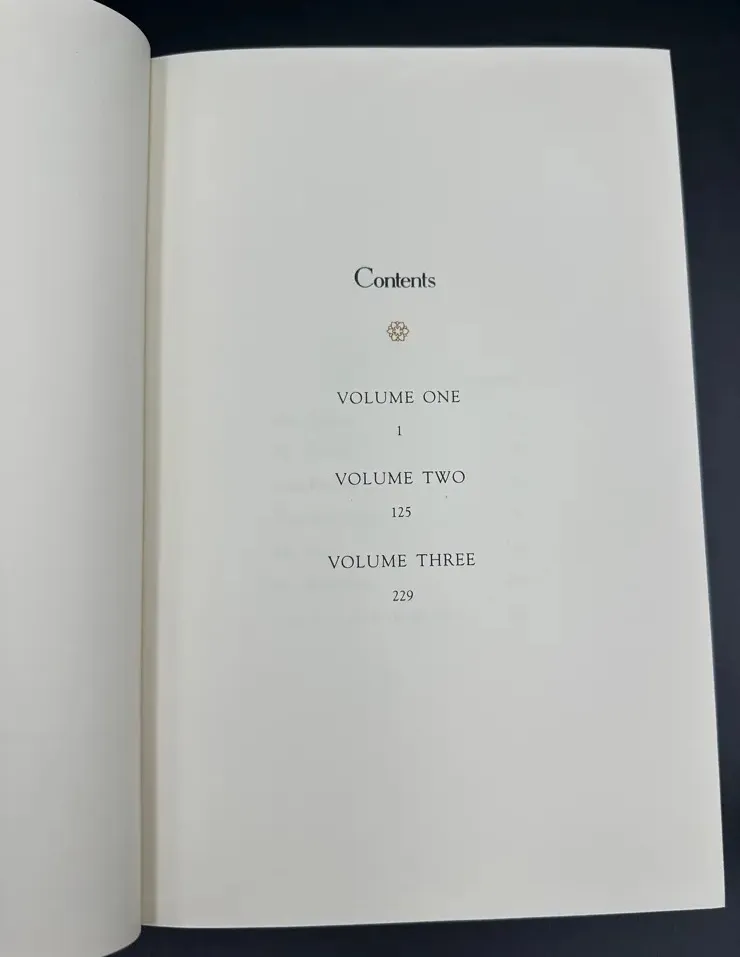 Contents
VOLUME ONE
1
VOLUME TWO
125
VOLUME THREE
229